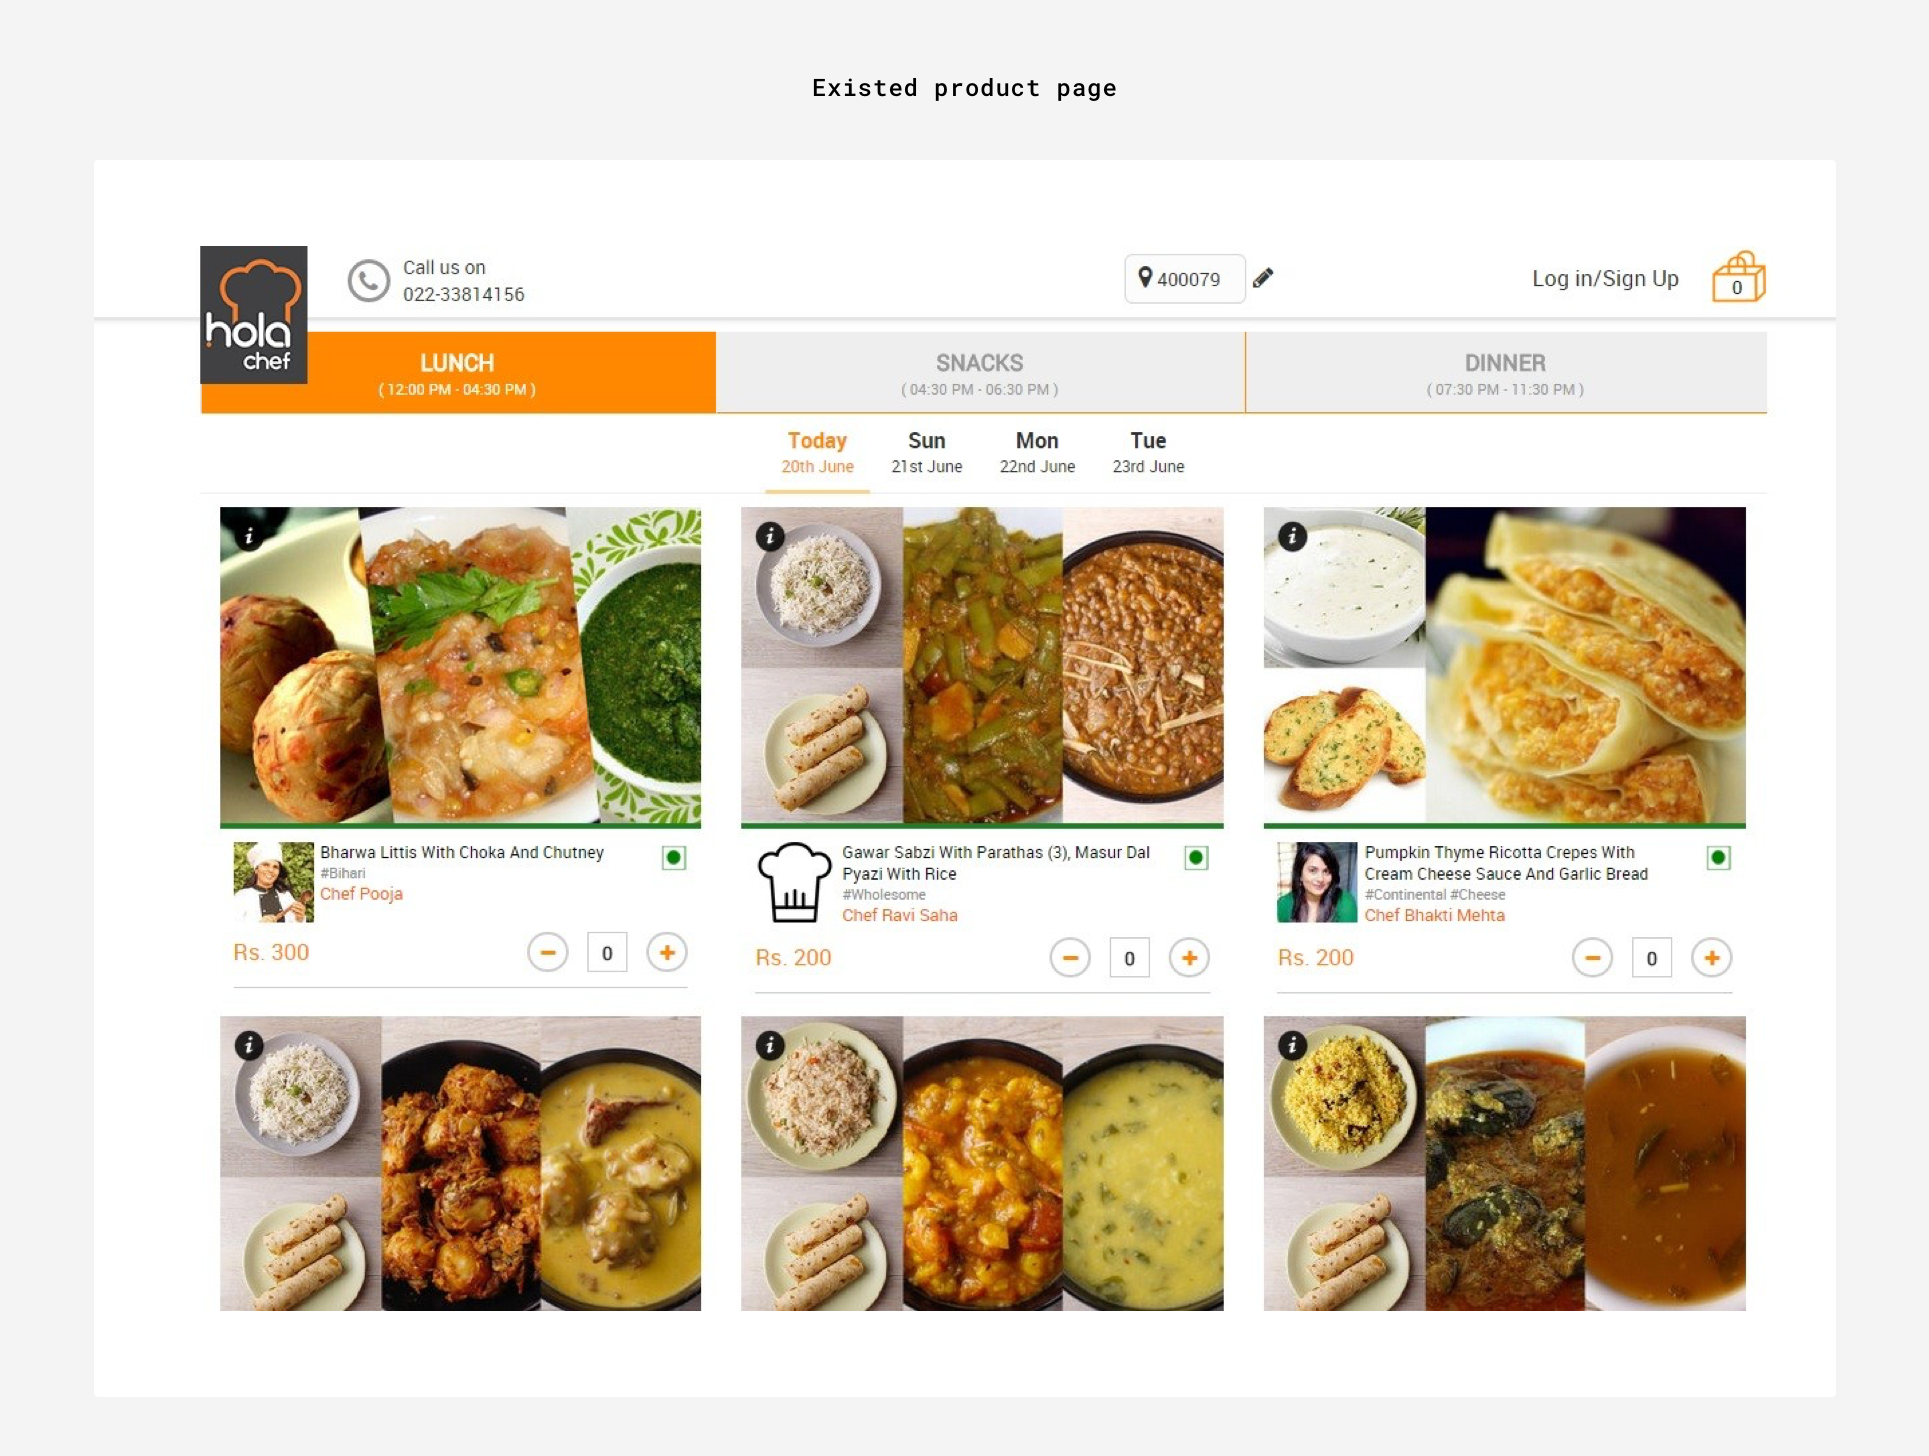 Existed product page
hola
chef
Call us on
022-33814156
400079
Log in/Sign Up
0
LUNCH
( 12:00 PM - 04:30 PM )
SNACKS
( 04:30 PM - 06:30 PM )
DINNER
( 07:30 PM - 11:30 PM )
Today
20th June
Sun
21st June
Mon
22nd June
Tue
23rd June
i
i
i
Bharwa Littis With Choka And Chutney
#Bihari
Chef Pooja
Rs. 300
0
Gawar Sabzi With Parathas (3), Masur Dal
Pyazi With Rice
#Wholesome
Chef Ravi Saha
Rs. 200
0
Pumpkin Thyme Ricotta Crepes With
Cream Cheese Sauce And Garlic Bread
#Continental #Cheese
Chef Bhakti Mehta
Rs. 200
0
i
i
i